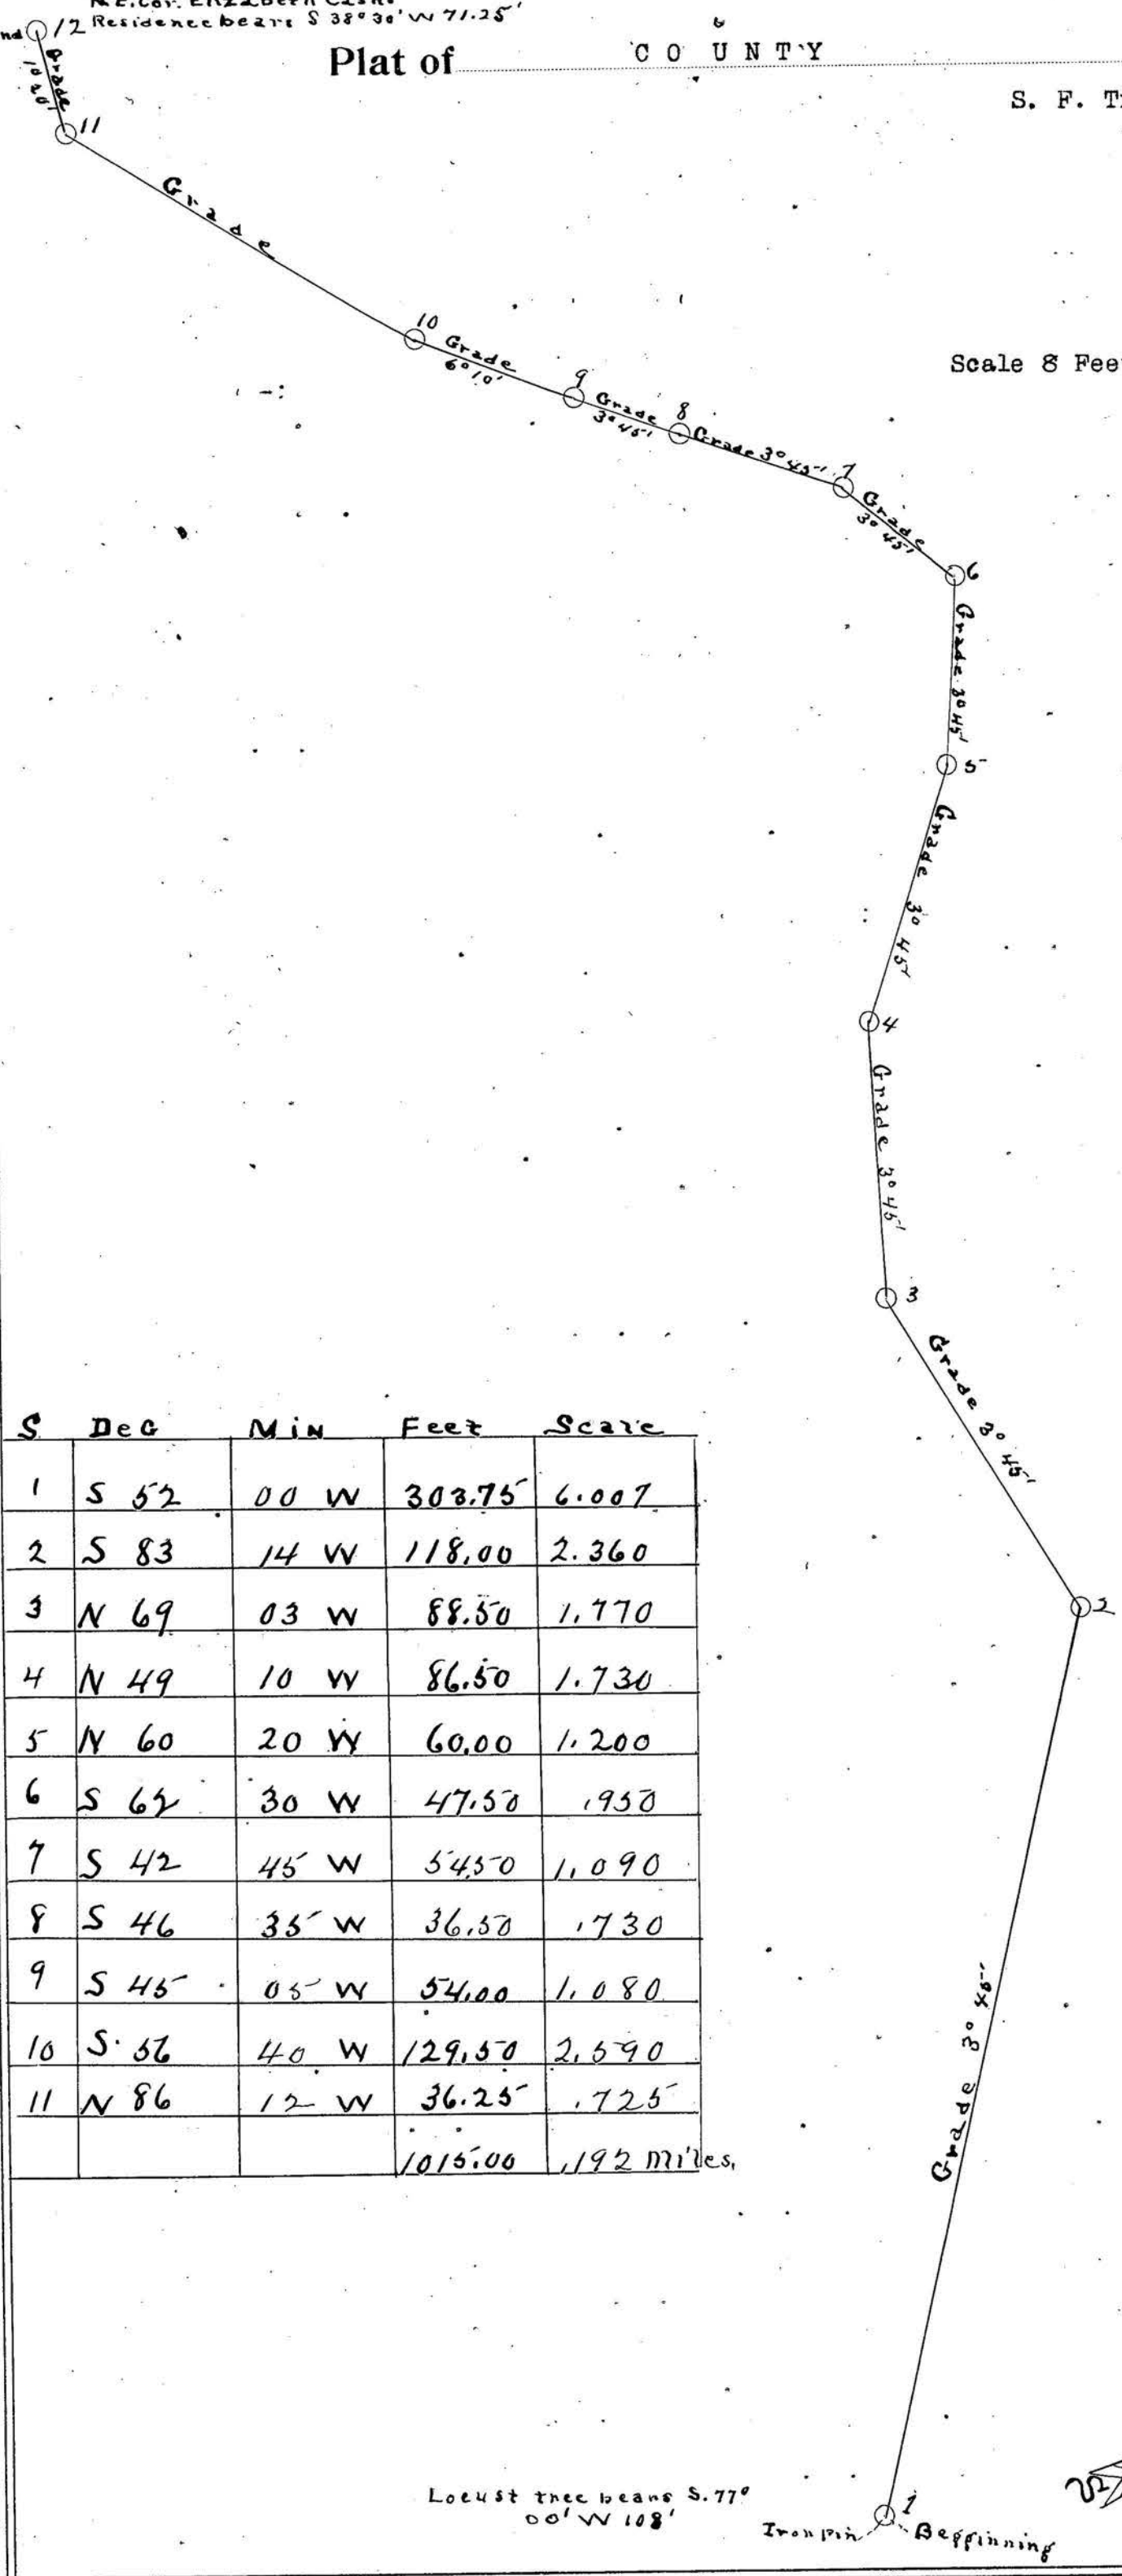 Residence bears S 38° 30' W 71.25'
12
Plat of COUNTY
S. F.
Grade
1° 20'
11
Grade
10
Grade
6° 10'
9
Grade
3° 45'
8
Scale 8
Grade 3° 45'
7
Grade
3° 45'
6
Grade 3° 45'
5
Grade 3° 45'
4
Grade 3° 45'
3
Grade 3° 45'
2
S Deg Min Feet Scale
1 S 52 00 W 303.75 6.007
2 S 83 14 W 118.00 2.360
3 N 69 03 W 88.50 1.770
4 N 49 10 W 86.50 1.730
5 N 60 20 W 60.00 1.200
6 S 62 30 W 47.50 .950
7 S 42 45 W 54.50 1.090
8 S 46 35 W 36.50 .730
9 S 45 05 W 54.00 1.080
10 S. 56 40 W 129.50 2.590
11 N 86 12 W 36.25 .725
1015.00 .192 miles.
Grade 3° 45'
Locust tree bears S. 77°
00' W 108'
1
Iron pin Begginning